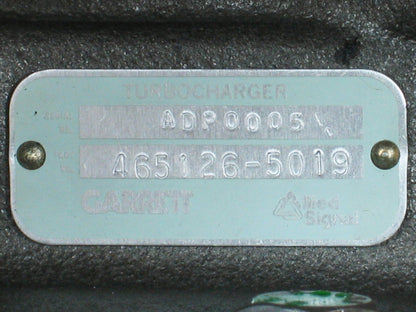 TURBOCHARGER
ADP0005
465126-5019
GARRETT
Allied
Signal